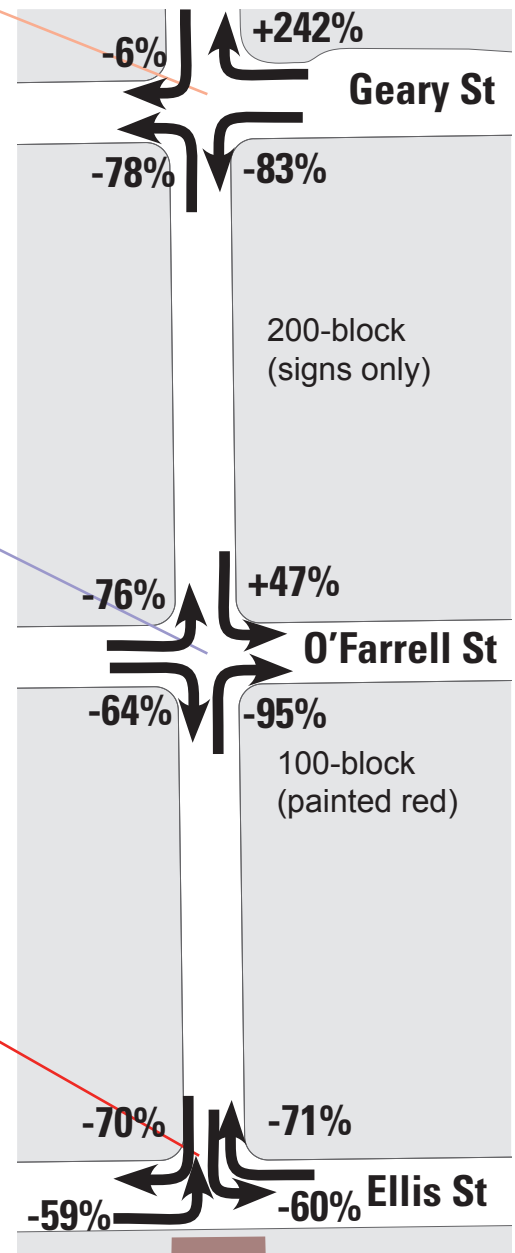 -6%
+242%
Geary St
-78%
-83%
200-block
(signs only)
-76%
+47%
O'Farrell St
-64%
-95%
100-block
(painted red)
-70%
-71%
-59%
-60%
Ellis St